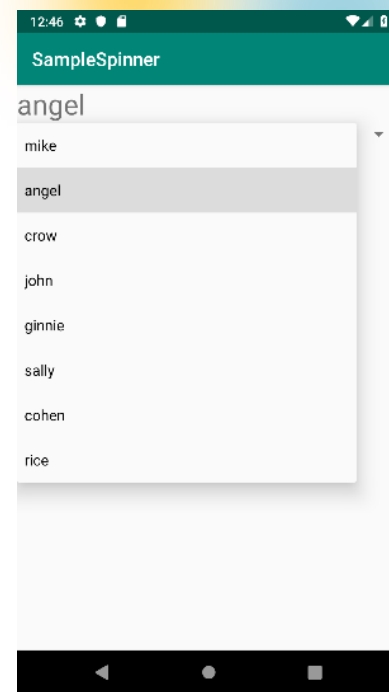 12:46
SampleSpinner
angel
mike
angel
crow
john
ginnie
sally
cohen
rice